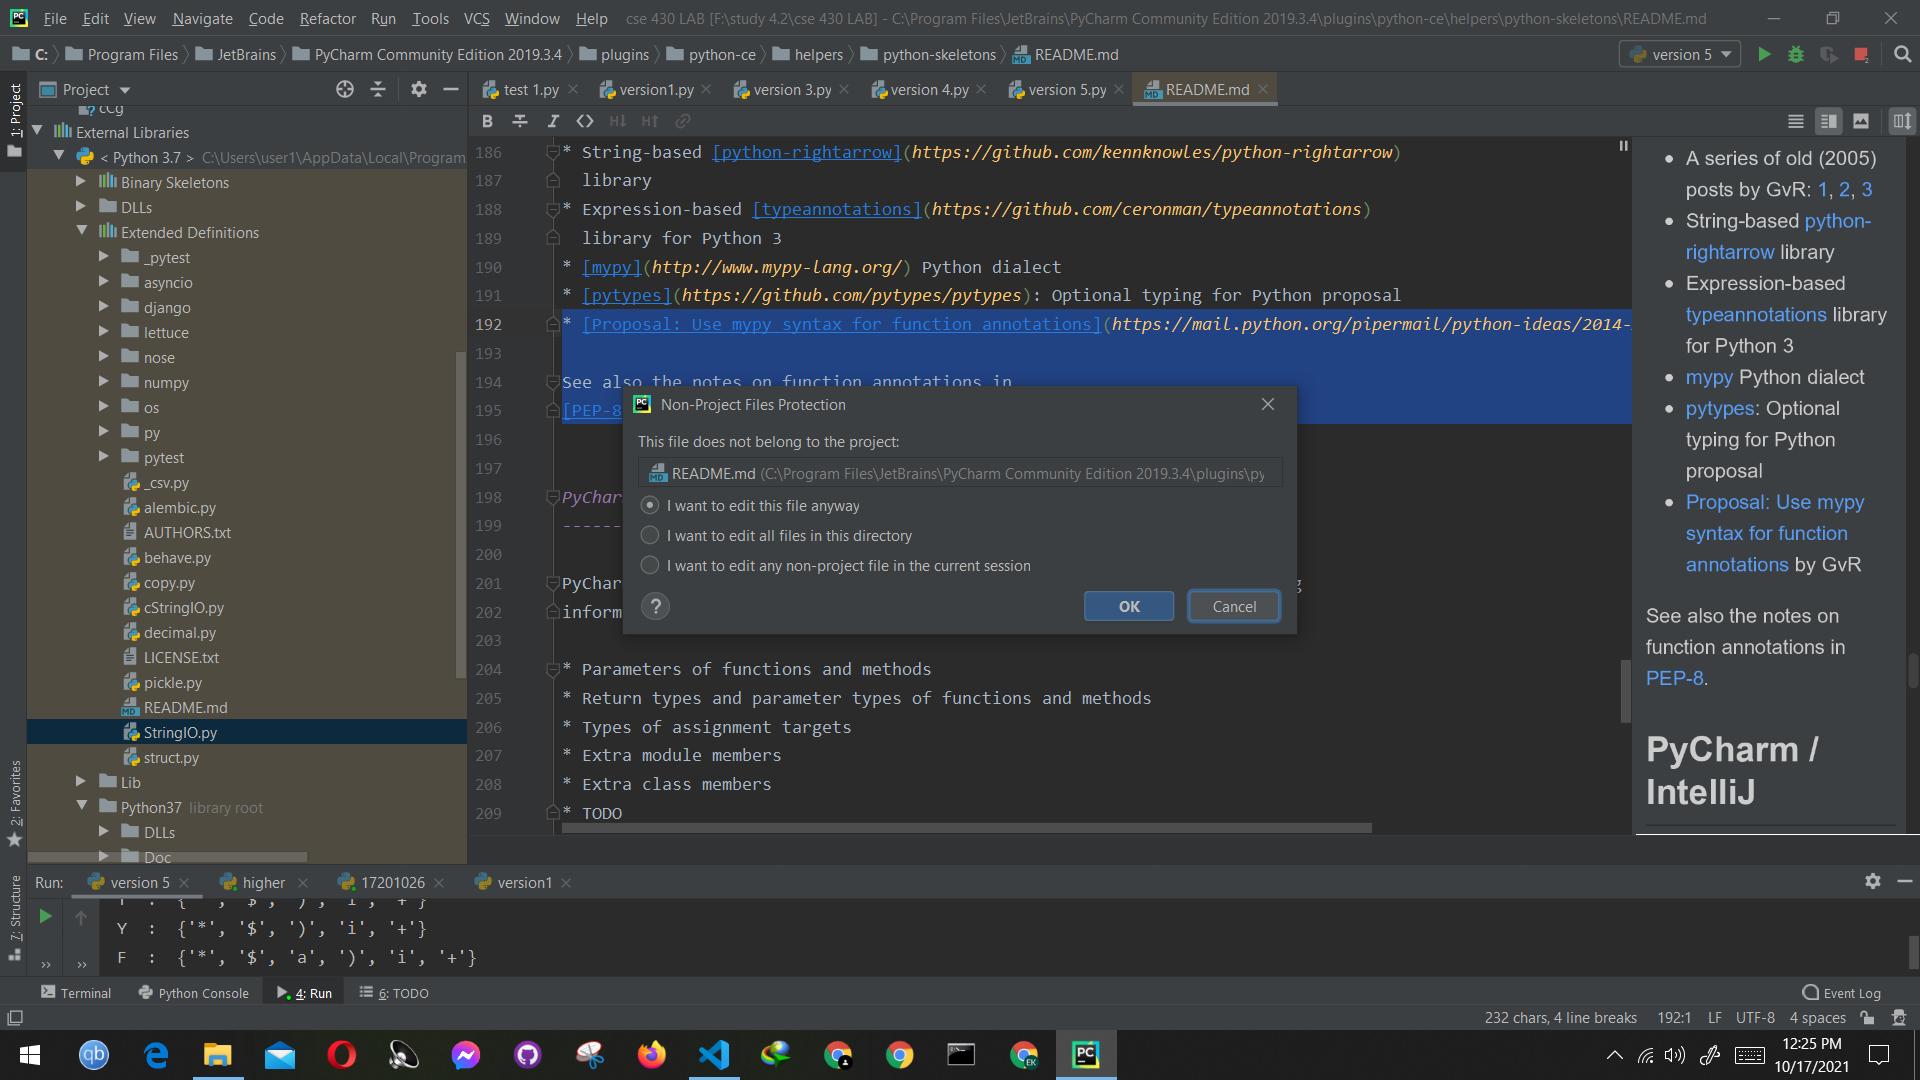 File Edit View Navigate Code Refactor Run Tools VCS Window Help cse 430 LAB [F:\study 4.2\cse 430 LAB] - C:\Program Files\JetBrains\PyCharm Community Edition 2019.3.4\plugins\python-ce\helpers\python-skeletons\README.md
C: Program Files JetBrains PyCharm Community Edition 2019.3.4 plugins python-ce helpers python-skeletons README.md version 5
1: Project
2: Favorites
7: Structure
Project
External Libraries
< Python 3.7 > C:\Users\user1\AppData\Local\Program
Binary Skeletons
DLLs
Extended Definitions
_pytest
asyncio
django
lettuce
nose
numpy
os
py
pytest
_csv.py
alembic.py
AUTHORS.txt
behave.py
copy.py
cStringIO.py
decimal.py
LICENSE.txt
pickle.py
README.md
StringIO.py
struct.py
Lib
Python37 library root
DLLs
Doc
test 1.py version1.py version 3.py version 4.py version 5.py README.md
B I <> H↓ H↑
186 * String-based [python-rightarrow](https://github.com/kennknowles/python-rightarrow)
187 library
188 * Expression-based [typeannotations](https://github.com/ceronman/typeannotations)
189 library for Python 3
190 * [mypy](http://www.mypy-lang.org/) Python dialect
191 * [pytypes](https://github.com/pytypes/pytypes): Optional typing for Python proposal
192 * [Proposal: Use mypy syntax for function annotations](https://mail.python.org/pipermail/python-ideas/2014-
193
194 See also the notes on function annotations in
195 [PEP-8
196
197
198 PyChar
199 ------
200
201 PyChar
202 inform
203
204 * Parameters of functions and methods
205 * Return types and parameter types of functions and methods
206 * Types of assignment targets
207 * Extra module members
208 * Extra class members
209 * TODO
Non-Project Files Protection
This file does not belong to the project:
README.md (C:\Program Files\JetBrains\PyCharm Community Edition 2019.3.4\plugins\py
I want to edit this file anyway
I want to edit all files in this directory
I want to edit any non-project file in the current session
? OK Cancel
• A series of old (2005)
posts by GvR: 1, 2, 3
• String-based python-
rightarrow library
• Expression-based
typeannotations library
for Python 3
• mypy Python dialect
• pytypes: Optional
typing for Python
proposal
• Proposal: Use mypy
syntax for function
annotations by GvR
See also the notes on
function annotations in
PEP-8.
PyCharm /
IntelliJ
Run: version 5 higher 17201026 version1
Y : {'*', '$', ')', 'i', '+'}
F : {'*', '$', 'a', ')', 'i', '+'}
Terminal Python Console 4: Run 6: TODO Event Log
232 chars, 4 line breaks 192:1 LF UTF-8 4 spaces
12:25 PM
10/17/2021